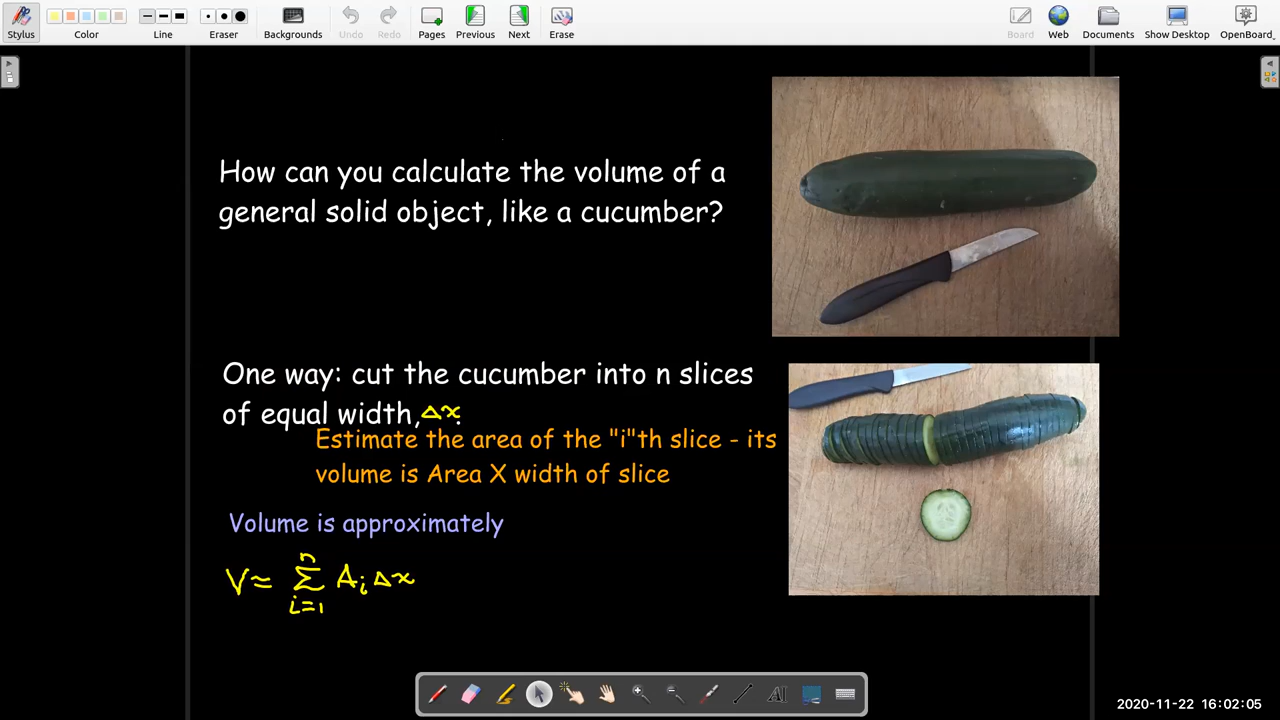 Stylus
Color
Line
Eraser
Backgrounds
Undo
Redo
Pages
Previous
Next
Erase
Board
Web
Documents
Show Desktop
OpenBoard
How can you calculate the volume of a
general solid object, like a cucumber?
One way: cut the cucumber into n slices
of equal width, Δx
Estimate the area of the "i"th slice - its
volume is Area X width of slice
Volume is approximately
V≈ n∑i=1 Ai Δx
AI
2020-11-22 16:02:05